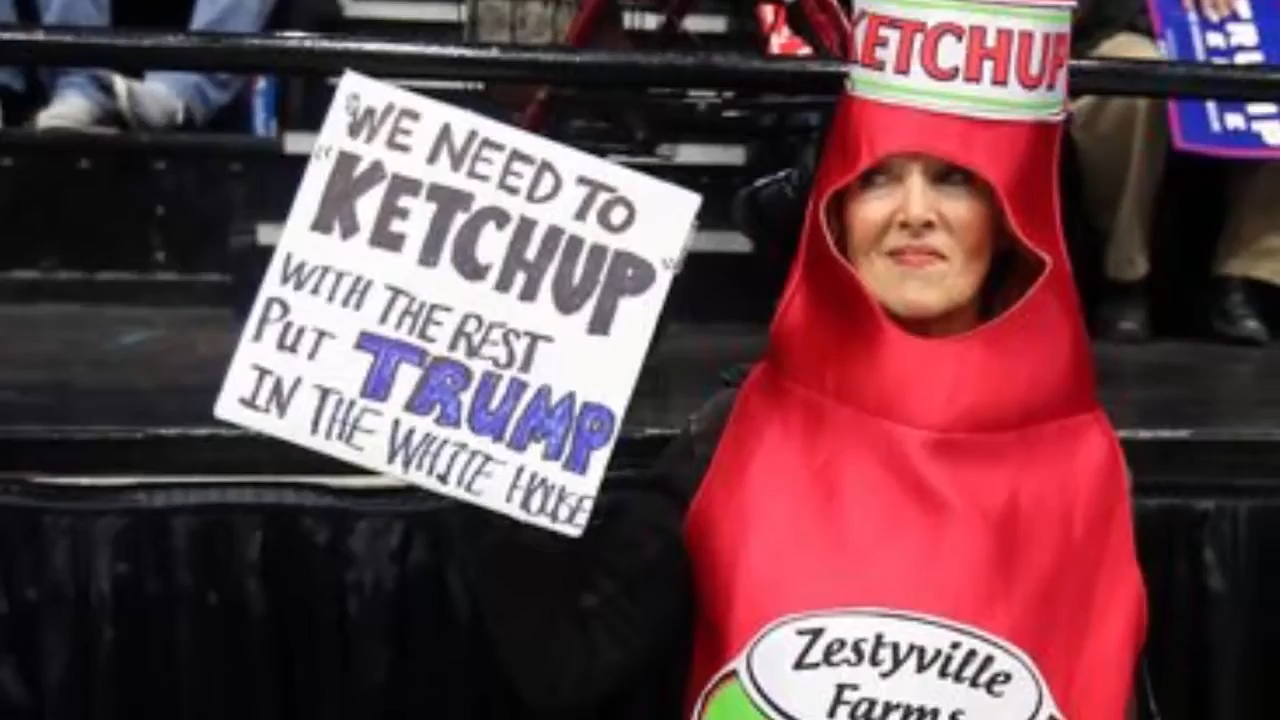 "WE NEED TO
"KETCHUP"
WITH THE REST
PUT TRUMP
IN THE WHITE HOUSE
KETCHUP
Zestyville
Farms